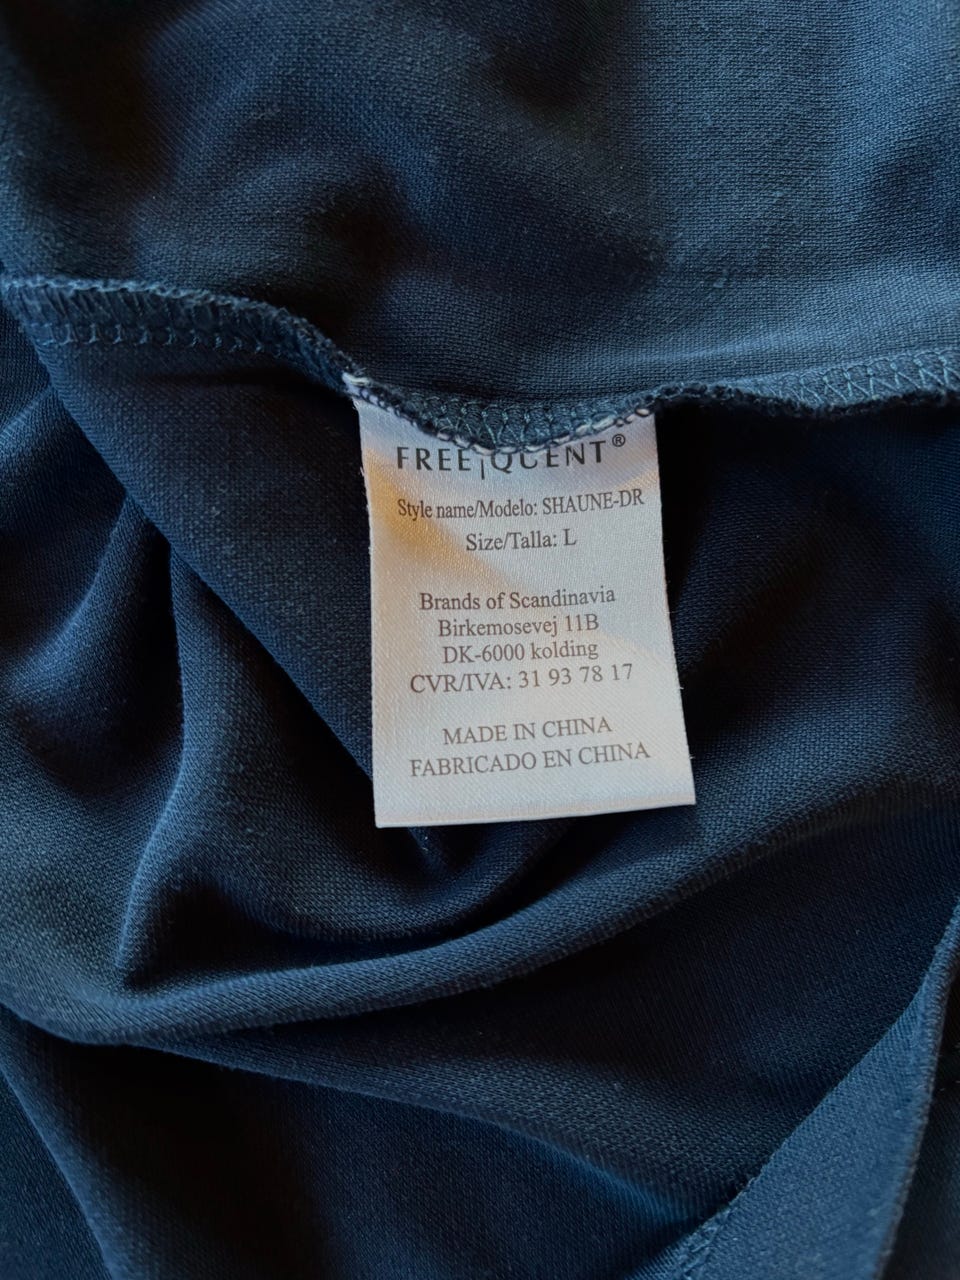 FREE|QUENT®
Style name/Modelo: SHAUNE-DR
Size/Talla: L
Brands of Scandinavia
Birkemosevej 11B
DK-6000 kolding
CVR/IVA: 31 93 78 17
MADE IN CHINA
FABRICADO EN CHINA